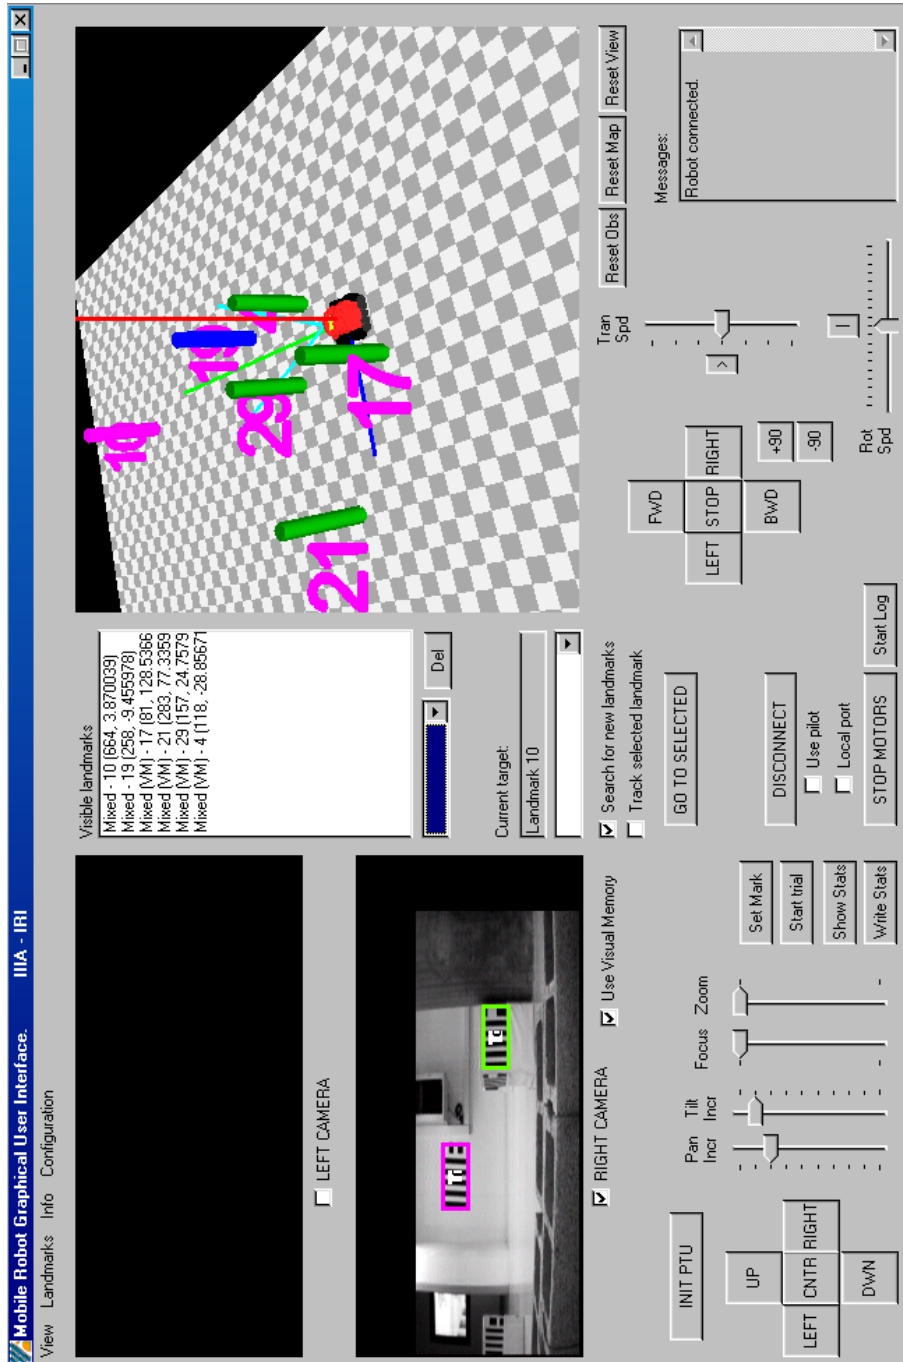 Mobile Robot Graphical User Interface. IIIA - IRI
View Landmarks Info Configuration
LEFT CAMERA
RIGHT CAMERA
Use Visual Memory
Visible landmarks
Mixed - 10 (664, 3.870039)
Mixed - 19 (258, -9.455978)
Mixed (VM) - 17 (81, 128.5366
Mixed (VM) - 21 (283, 77.3359
Mixed (VM) - 29 (157, 24.7579
Mixed (VM) - 4 (118, -28.85671
Del
Current target:
Landmark 10
Search for new landmarks
Track selected landmark
GO TO SELECTED
DISCONNECT
Use pilot
Local port
STOP MOTORS
Start Log
21
29
17
19
4
10
Reset Obs
Reset Map
Reset View
INIT PTU
UP
LEFT CNTR RIGHT
DWN
Pan
Incr
Tilt
Incr
Focus
Zoom
Set Mark
Start trial
Show Stats
Write Stats
FWD
LEFT STOP RIGHT
BWD
+90
-90
Tran
Spd
Rot
Spd
Messages:
Robot connected.